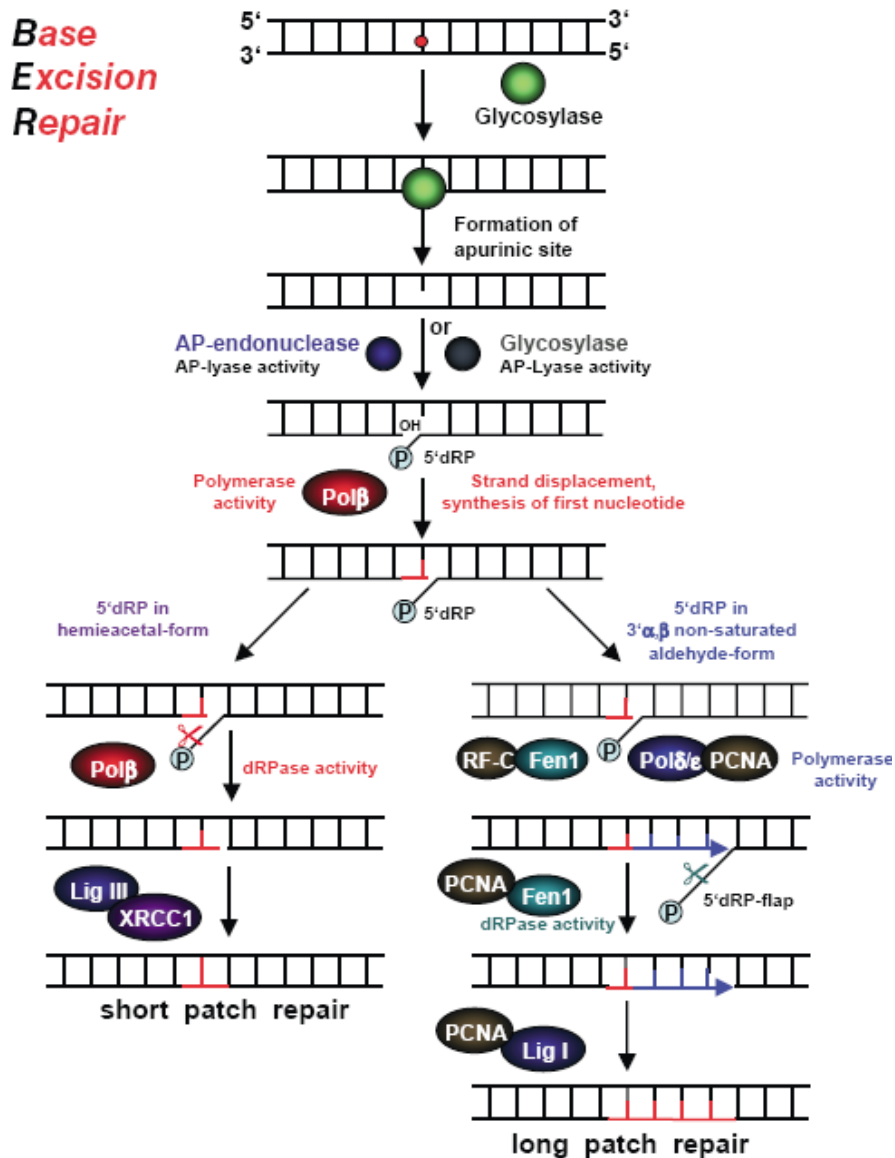 Base
Excision
Repair
5‘
3‘
3‘
5‘
Glycosylase
Formation of
apurinic site
or
AP-endonuclease
AP-lyase activity
Glycosylase
AP-Lyase activity
OH
P
5‘dRP
Polymerase
activity
Polβ
Strand displacement,
synthesis of first nucleotide
P
5‘dRP
5‘dRP in
hemieacetal-form
5‘dRP in
3‘α,β non-saturated
aldehyde-form
P
Polβ
dRPase activity
P
RF-C
Fen1
Polδ/ε
PCNA
Polymerase
activity
Lig III
XRCC1
short patch repair
PCNA
Fen1
dRPase activity
P
5‘dRP-flap
PCNA
Lig I
long patch repair